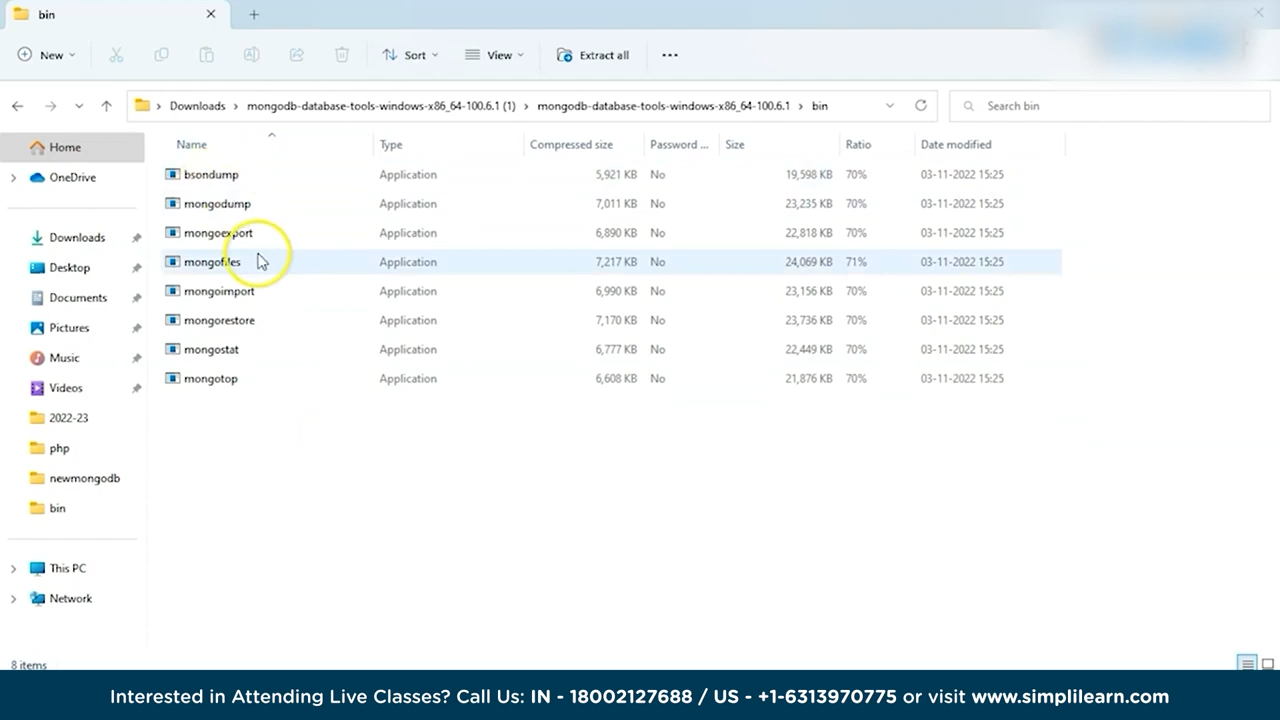 bin
New
Sort
View
Extract all
Downloads > mongodb-database-tools-windows-x86_64-100.6.1 (1) > mongodb-database-tools-windows-x86_64-100.6.1 > bin
Search bin
Home
OneDrive
Downloads
Desktop
Documents
Pictures
Music
Videos
2022-23
php
newmongodb
bin
This PC
Network
Name Type Compressed size Password ... Size Ratio Date modified
bsondump Application 5,921 KB No 19,598 KB 70% 03-11-2022 15:25
mongodump Application 7,011 KB No 23,235 KB 70% 03-11-2022 15:25
mongoexport Application 6,890 KB No 22,818 KB 70% 03-11-2022 15:25
mongofiles Application 7,217 KB No 24,069 KB 71% 03-11-2022 15:25
mongoimport Application 6,990 KB No 23,156 KB 70% 03-11-2022 15:25
mongorestore Application 7,170 KB No 23,736 KB 70% 03-11-2022 15:25
mongostat Application 6,777 KB No 22,449 KB 70% 03-11-2022 15:25
mongotop Application 6,608 KB No 21,876 KB 70% 03-11-2022 15:25
8 items
Interested in Attending Live Classes? Call Us: IN - 18002127688 / US - +1-6313970775 or visit www.simplilearn.com